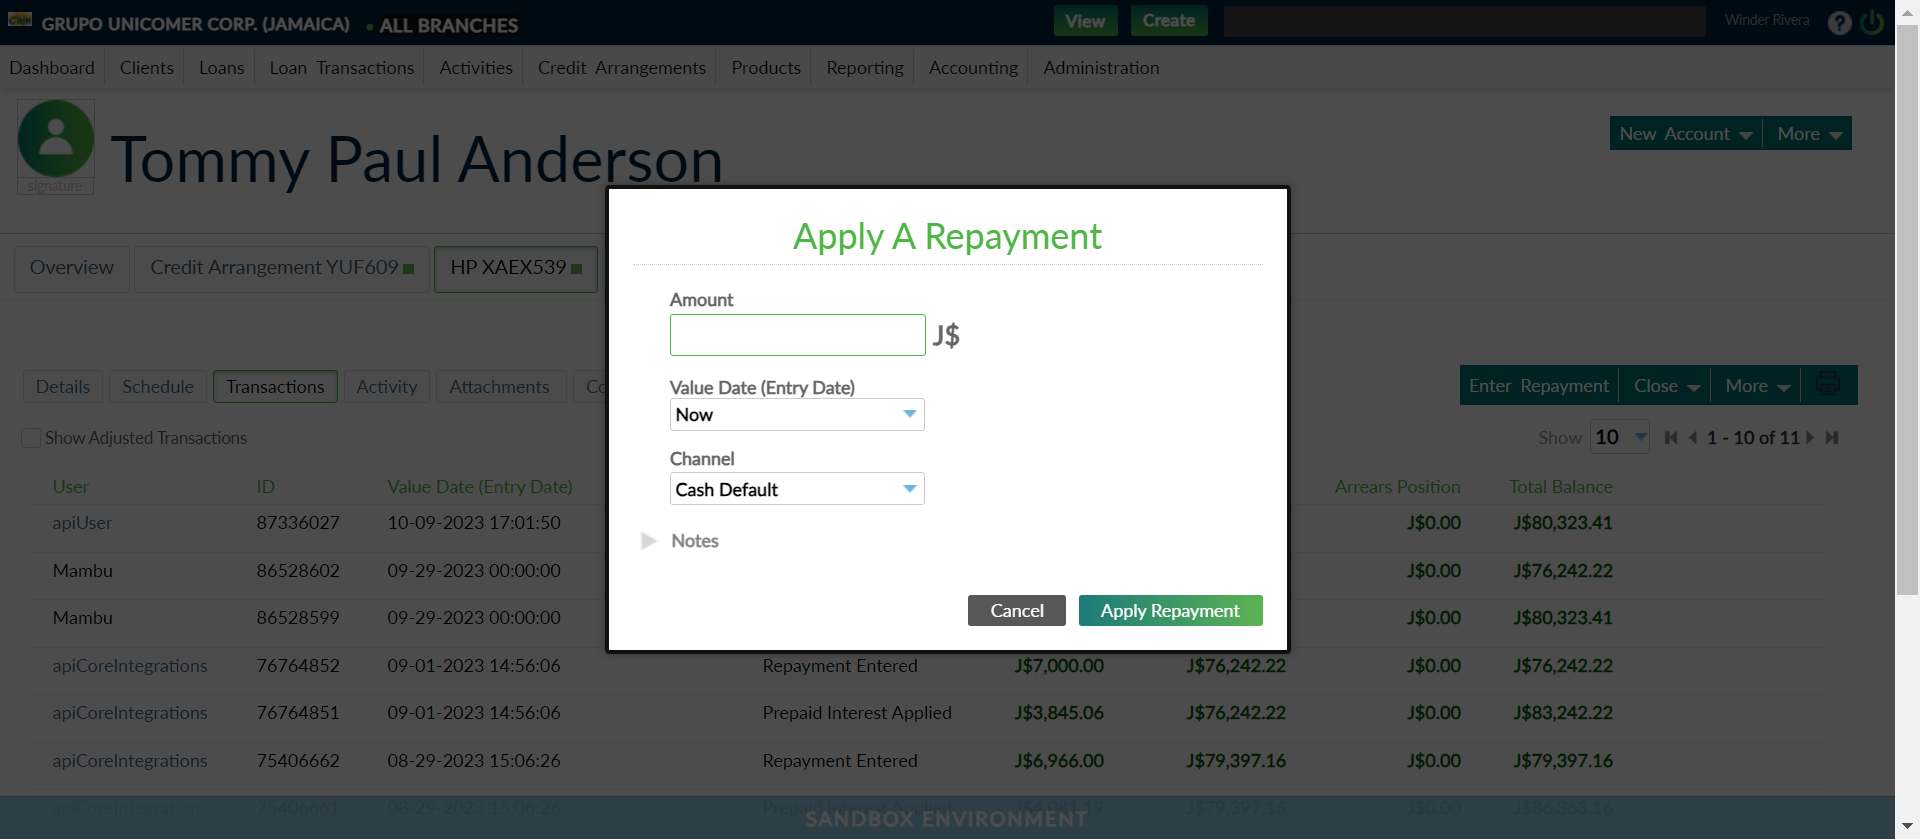 GRUPO UNICOMER CORP. (JAMAICA) • ALL BRANCHES View Create Winder Rivera ?
Dashboard Clients Loans Loan Transactions Activities Credit Arrangements Products Reporting Accounting Administration
signature
Tommy Paul Anderson
New Account More
Overview Credit Arrangement YUF609 HP XAEX539
Apply A Repayment
Amount
J$
Value Date (Entry Date)
Now
Channel
Cash Default
Notes
Cancel Apply Repayment
Details Schedule Transactions Activity Attachments Enter Repayment Close More
Show Adjusted Transactions Show 10 1 - 10 of 11
User ID Value Date (Entry Date) Arrears Position Total Balance
apiUser 87336027 10-09-2023 17:01:50 J$0.00 J$80,323.41
Mambu 86528602 09-29-2023 00:00:00 J$0.00 J$76,242.22
Mambu 86528599 09-29-2023 00:00:00 J$0.00 J$80,323.41
apiCoreIntegrations 76764852 09-01-2023 14:56:06 Repayment Entered J$7,000.00 J$76,242.22 J$0.00 J$76,242.22
apiCoreIntegrations 76764851 09-01-2023 14:56:06 Prepaid Interest Applied J$3,845.06 J$76,242.22 J$0.00 J$83,242.22
apiCoreIntegrations 75406662 08-29-2023 15:06:26 Repayment Entered J$6,966.00 J$79,397.16 J$0.00 J$79,397.16
apiCoreIntegrations 75406661 08-29-2023 15:06:26 Prepaid Interest Applied J$4,081.19 J$79,397.16 J$0.00 J$86,363.16
SANDBOX ENVIRONMENT